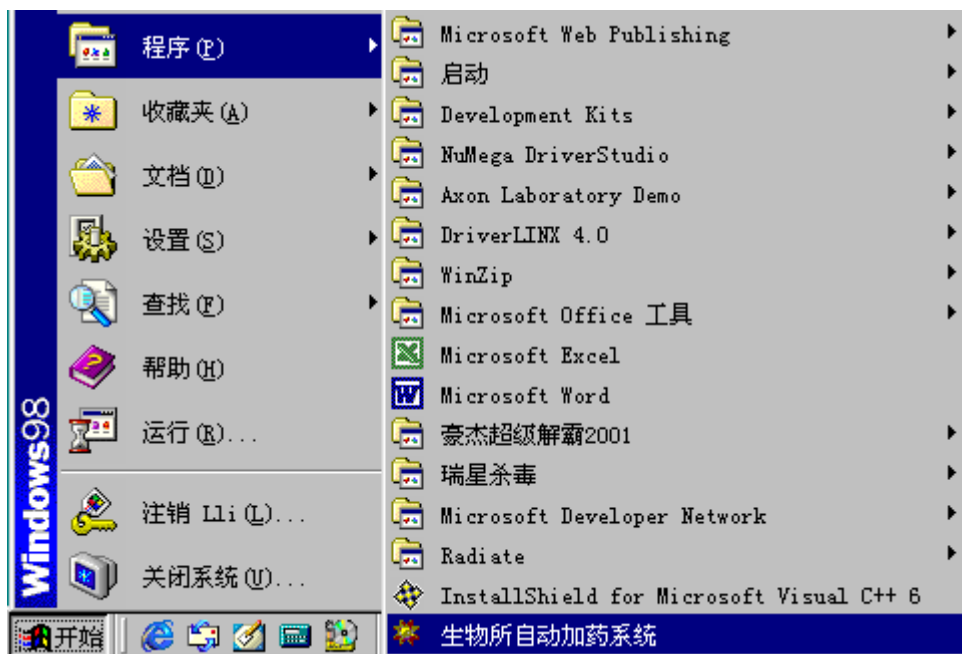 Windows98
程序(P)
收藏夹(A)
文档(D)
设置(S)
查找(F)
帮助(H)
运行(R)...
注销 Lli(L)...
关闭系统(U)...
开始
Microsoft Web Publishing
启动
Development Kits
NuMega DriverStudio
Axon Laboratory Demo
DriverLINX 4.0
WinZip
Microsoft Office 工具
Microsoft Excel
Microsoft Word
豪杰超级解霸2001
瑞星杀毒
Microsoft Developer Network
Radiate
InstallShield for Microsoft Visual C++ 6
生物所自动加药系统